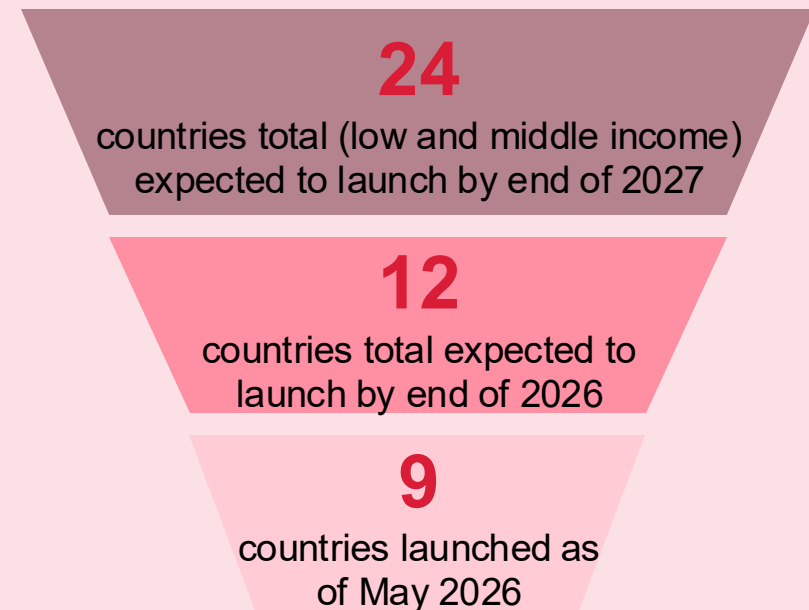 24
countries total (low and middle income)
expected to launch by end of 2027
12
countries total expected to
launch by end of 2026
9
countries launched as
of May 2026